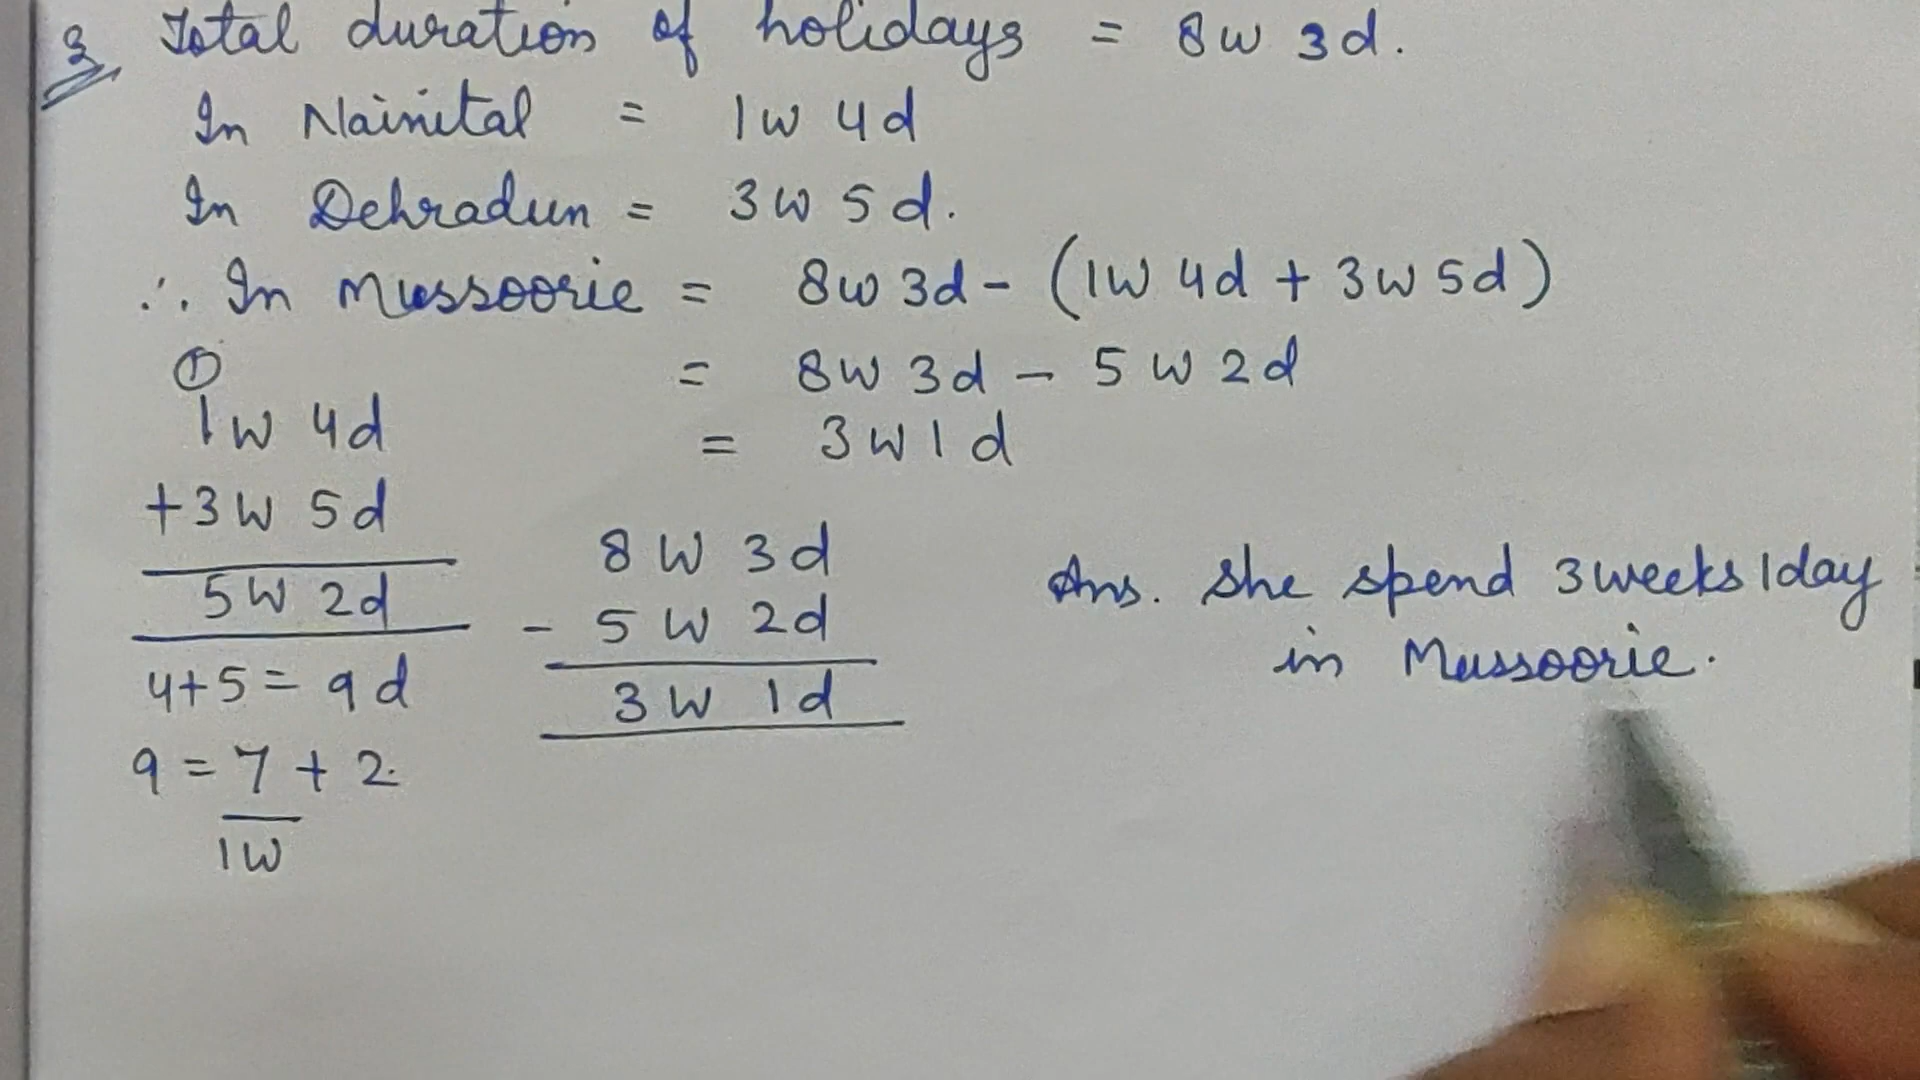 3 Total duration of holidays = 8w 3d.
In Nainital = 1w 4d
In Dehradun = 3w 5d.
∴ In Mussoorie = 8w 3d - (1w 4d + 3w 5d)
= 8w 3d - 5w 2d
= 3w 1d
1
1w 4d
+3w 5d
5w 2d
4+5 = 9d
9 = 7 + 2.
1w
8w 3d
- 5w 2d
3w 1d
Ans. She spend 3weeks 1day
in Mussoorie.